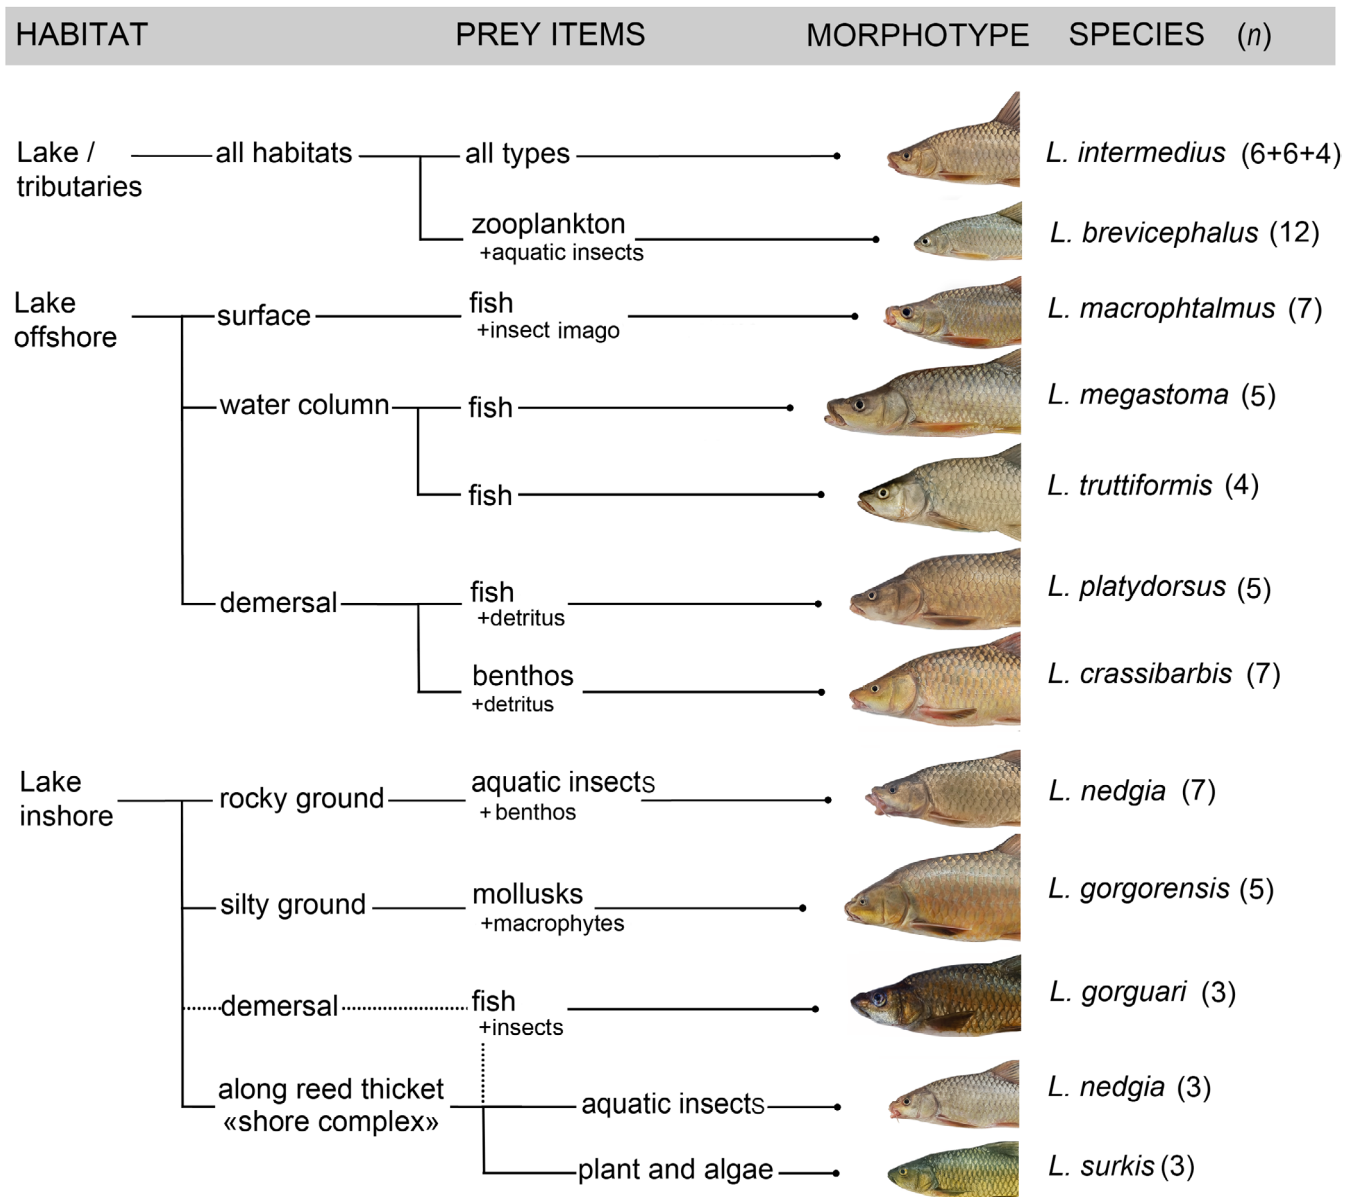 HABITAT PREY ITEMS MORPHOTYPE SPECIES (n)
Lake / all habitats all types L. intermedius (6+6+4)
tributaries
zooplankton L. brevicephalus (12)
+aquatic insects
Lake surface fish L. macrophtalmus (7)
offshore +insect imago
water column fish L. megastoma (5)
fish L. truttiformis (4)
demersal fish L. platydorsus (5)
+detritus
benthos L. crassibarbis (7)
+detritus
Lake rocky ground aquatic insects L. nedgia (7)
inshore + benthos
silty ground mollusks L. gorgorensis (5)
+macrophytes
demersal fish L. gorguari (3)
+insects
along reed thicket aquatic insects L. nedgia (3)
«shore complex»
plant and algae L. surkis (3)